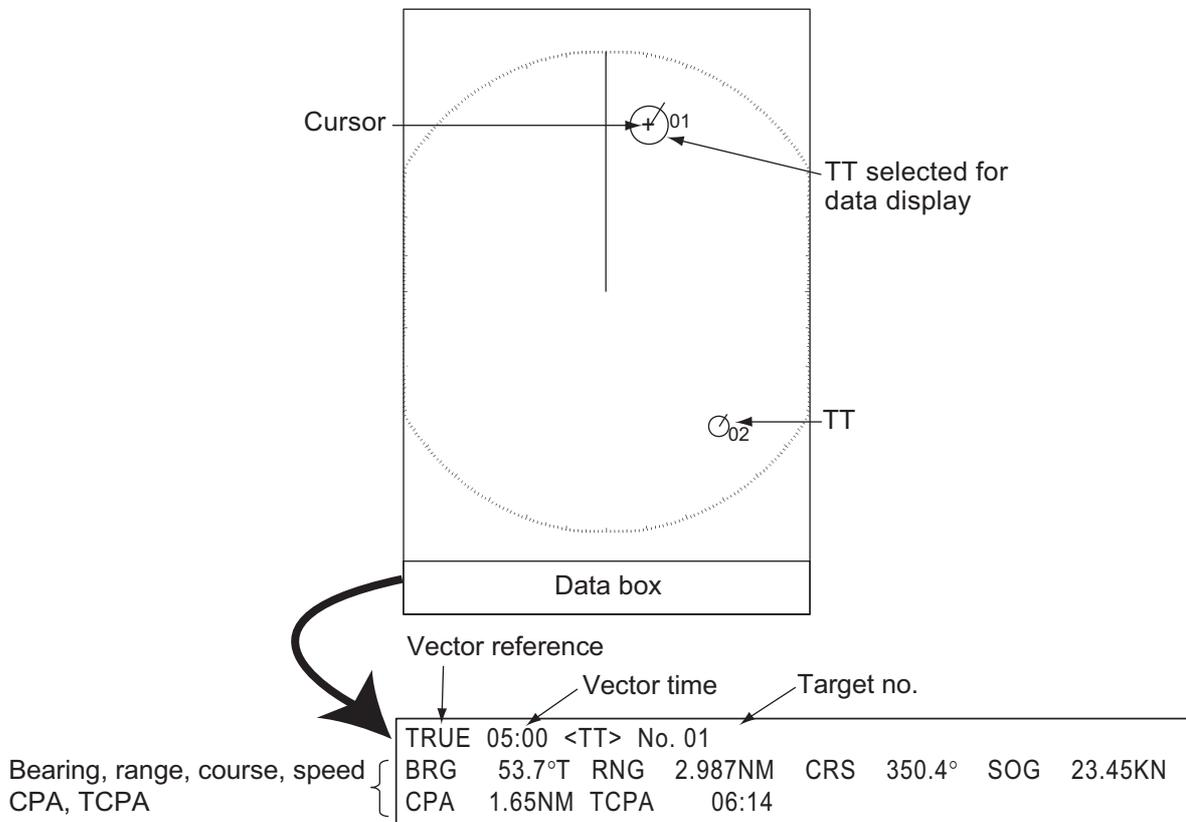 01
Cursor
TT selected for
data display
TT
02
Data box
Vector reference
Vector time
Target no.
TRUE 05:00 <TT> No. 01
Bearing, range, course, speed
CPA, TCPA
BRG 53.7°T RNG 2.987NM CRS 350.4° SOG 23.45KN
CPA 1.65NM TCPA 06:14